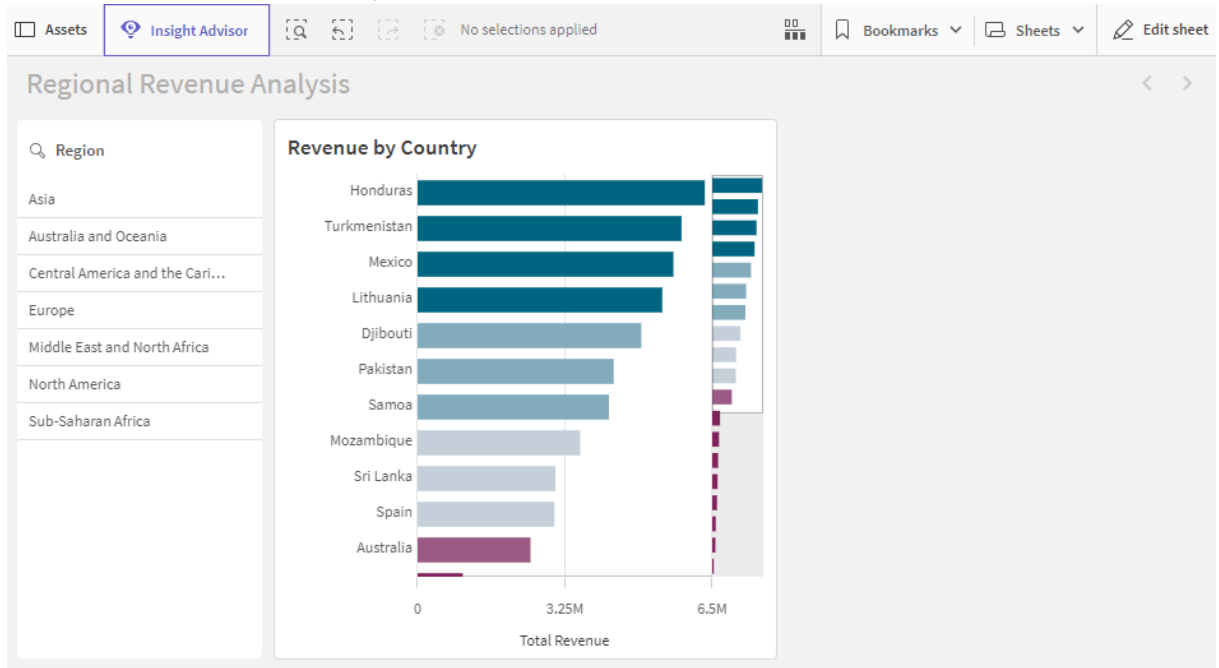 Assets Insight Advisor No selections applied Bookmarks Sheets Edit sheet
Regional Revenue Analysis
Region
Asia
Australia and Oceania
Central America and the Cari...
Europe
Middle East and North Africa
North America
Sub-Saharan Africa
Revenue by Country
Honduras
Turkmenistan
Mexico
Lithuania
Djibouti
Pakistan
Samoa
Mozambique
Sri Lanka
Spain
Australia
0 3.25M 6.5M
Total Revenue